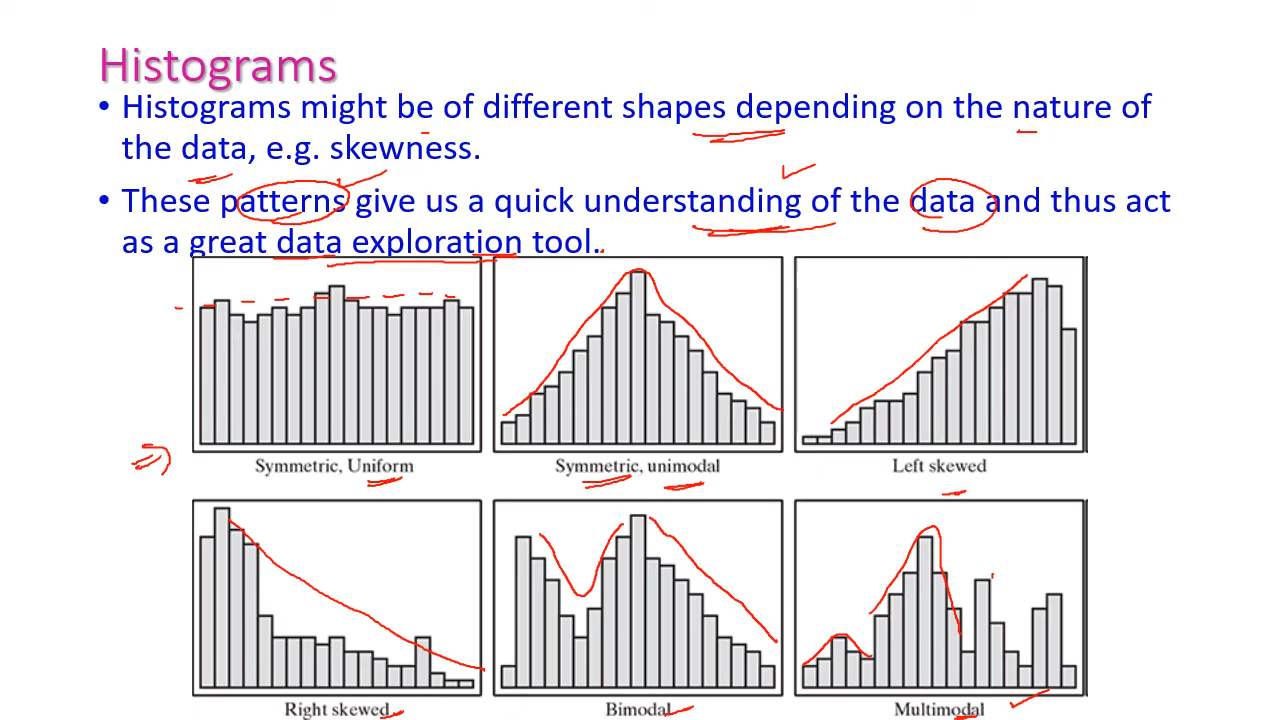 Histograms
• Histograms might be of different shapes depending on the nature of
the data, e.g. skewness.
• These patterns give us a quick understanding of the data and thus act
as a great data exploration tool.
Symmetric, Uniform
Symmetric, unimodal
Left skewed
Right skewed
Bimodal
Multimodal